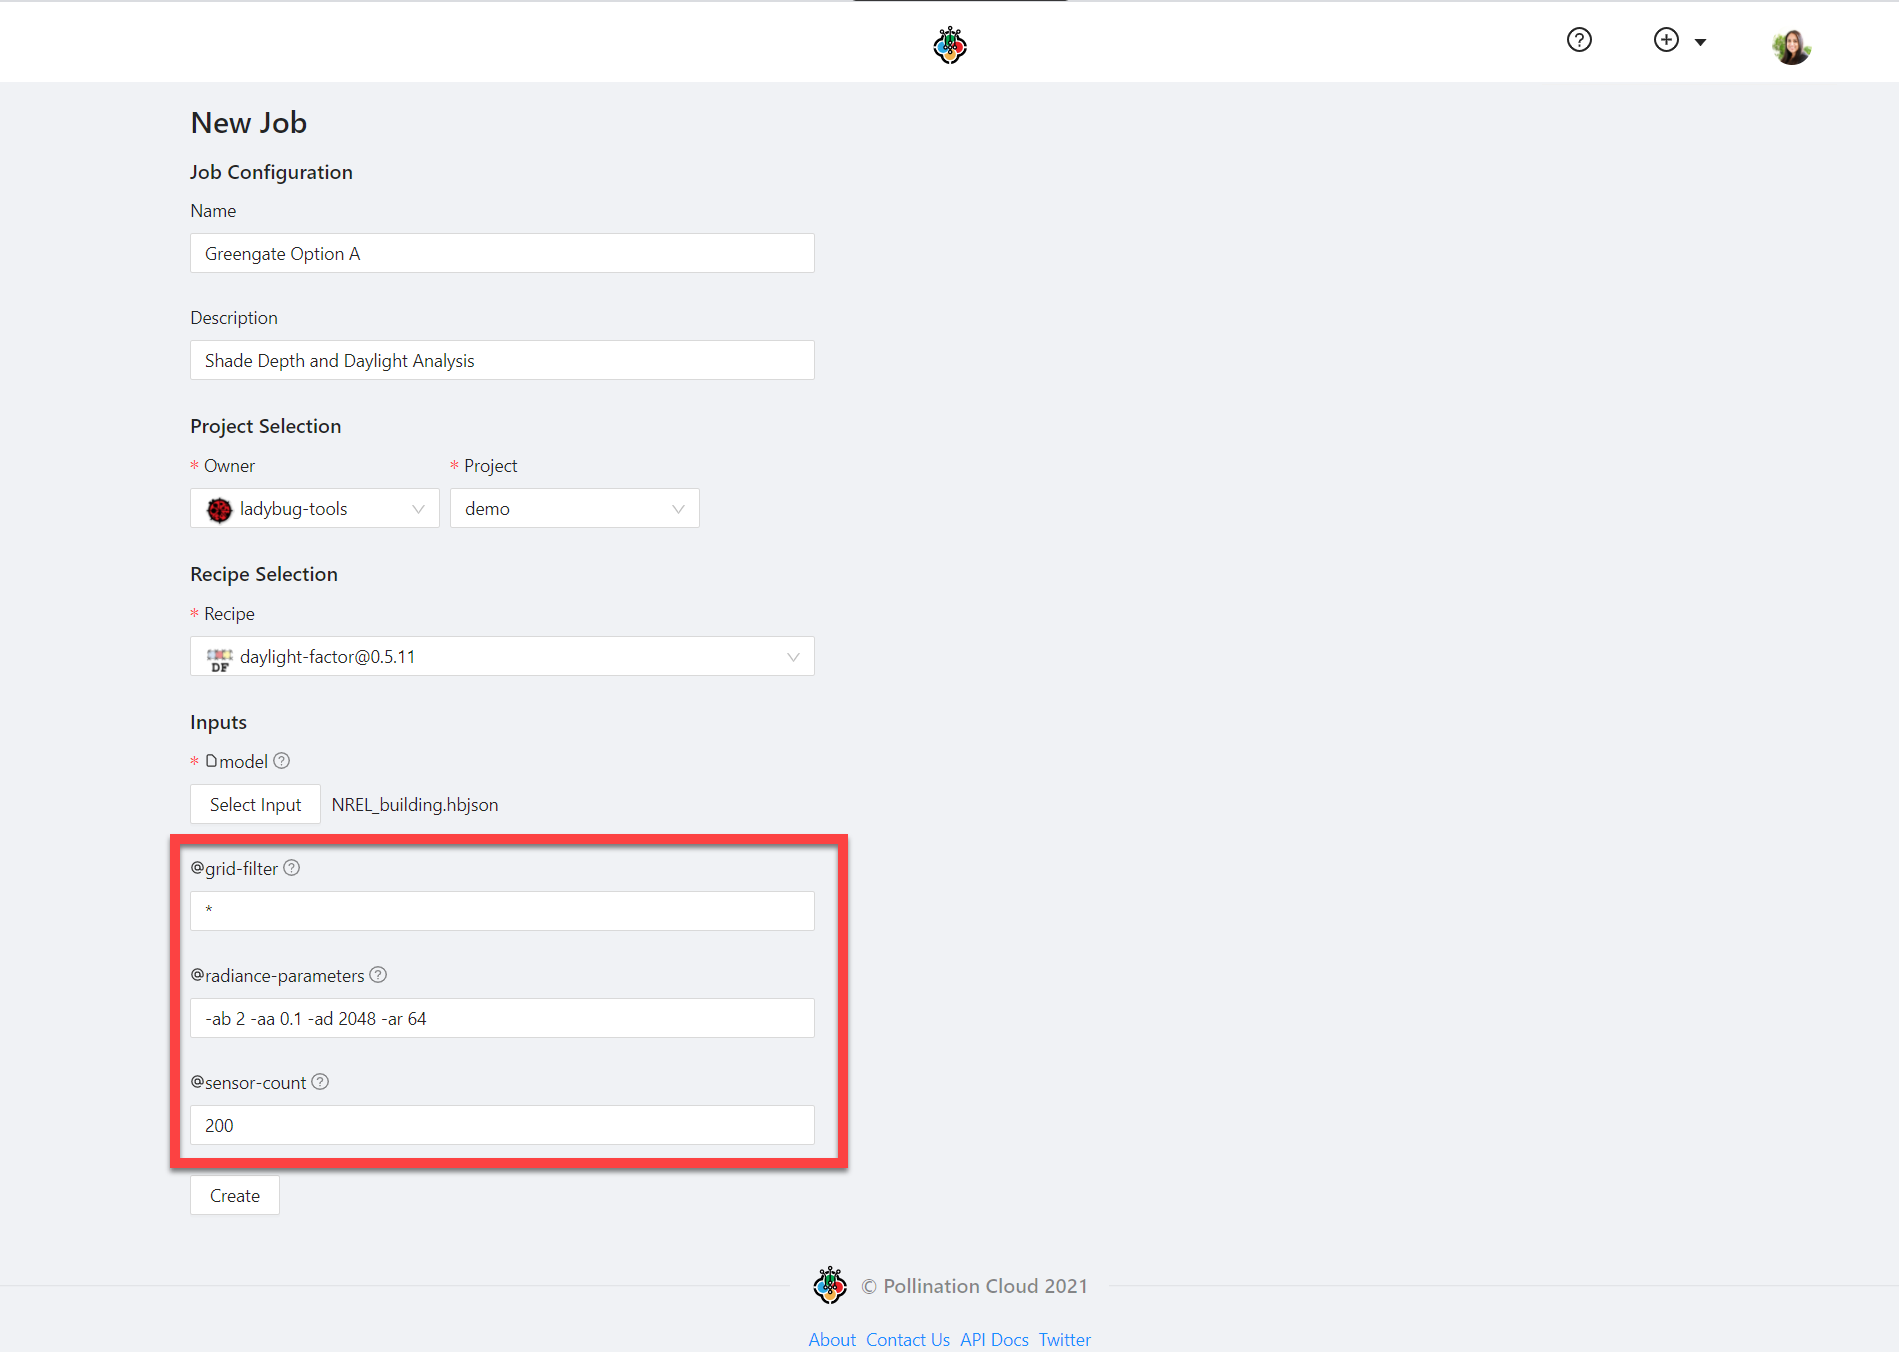 New Job
Job Configuration
Name
Greengate Option A
Description
Shade Depth and Daylight Analysis
Project Selection
* Owner * Project
ladybug-tools demo
Recipe Selection
* Recipe
DF daylight-factor@0.5.11
Inputs
* model ?
Select Input NREL_building.hbjson
@grid-filter ?
*
@radiance-parameters ?
-ab 2 -aa 0.1 -ad 2048 -ar 64
@sensor-count ?
200
Create
© Pollination Cloud 2021
About Contact Us API Docs Twitter